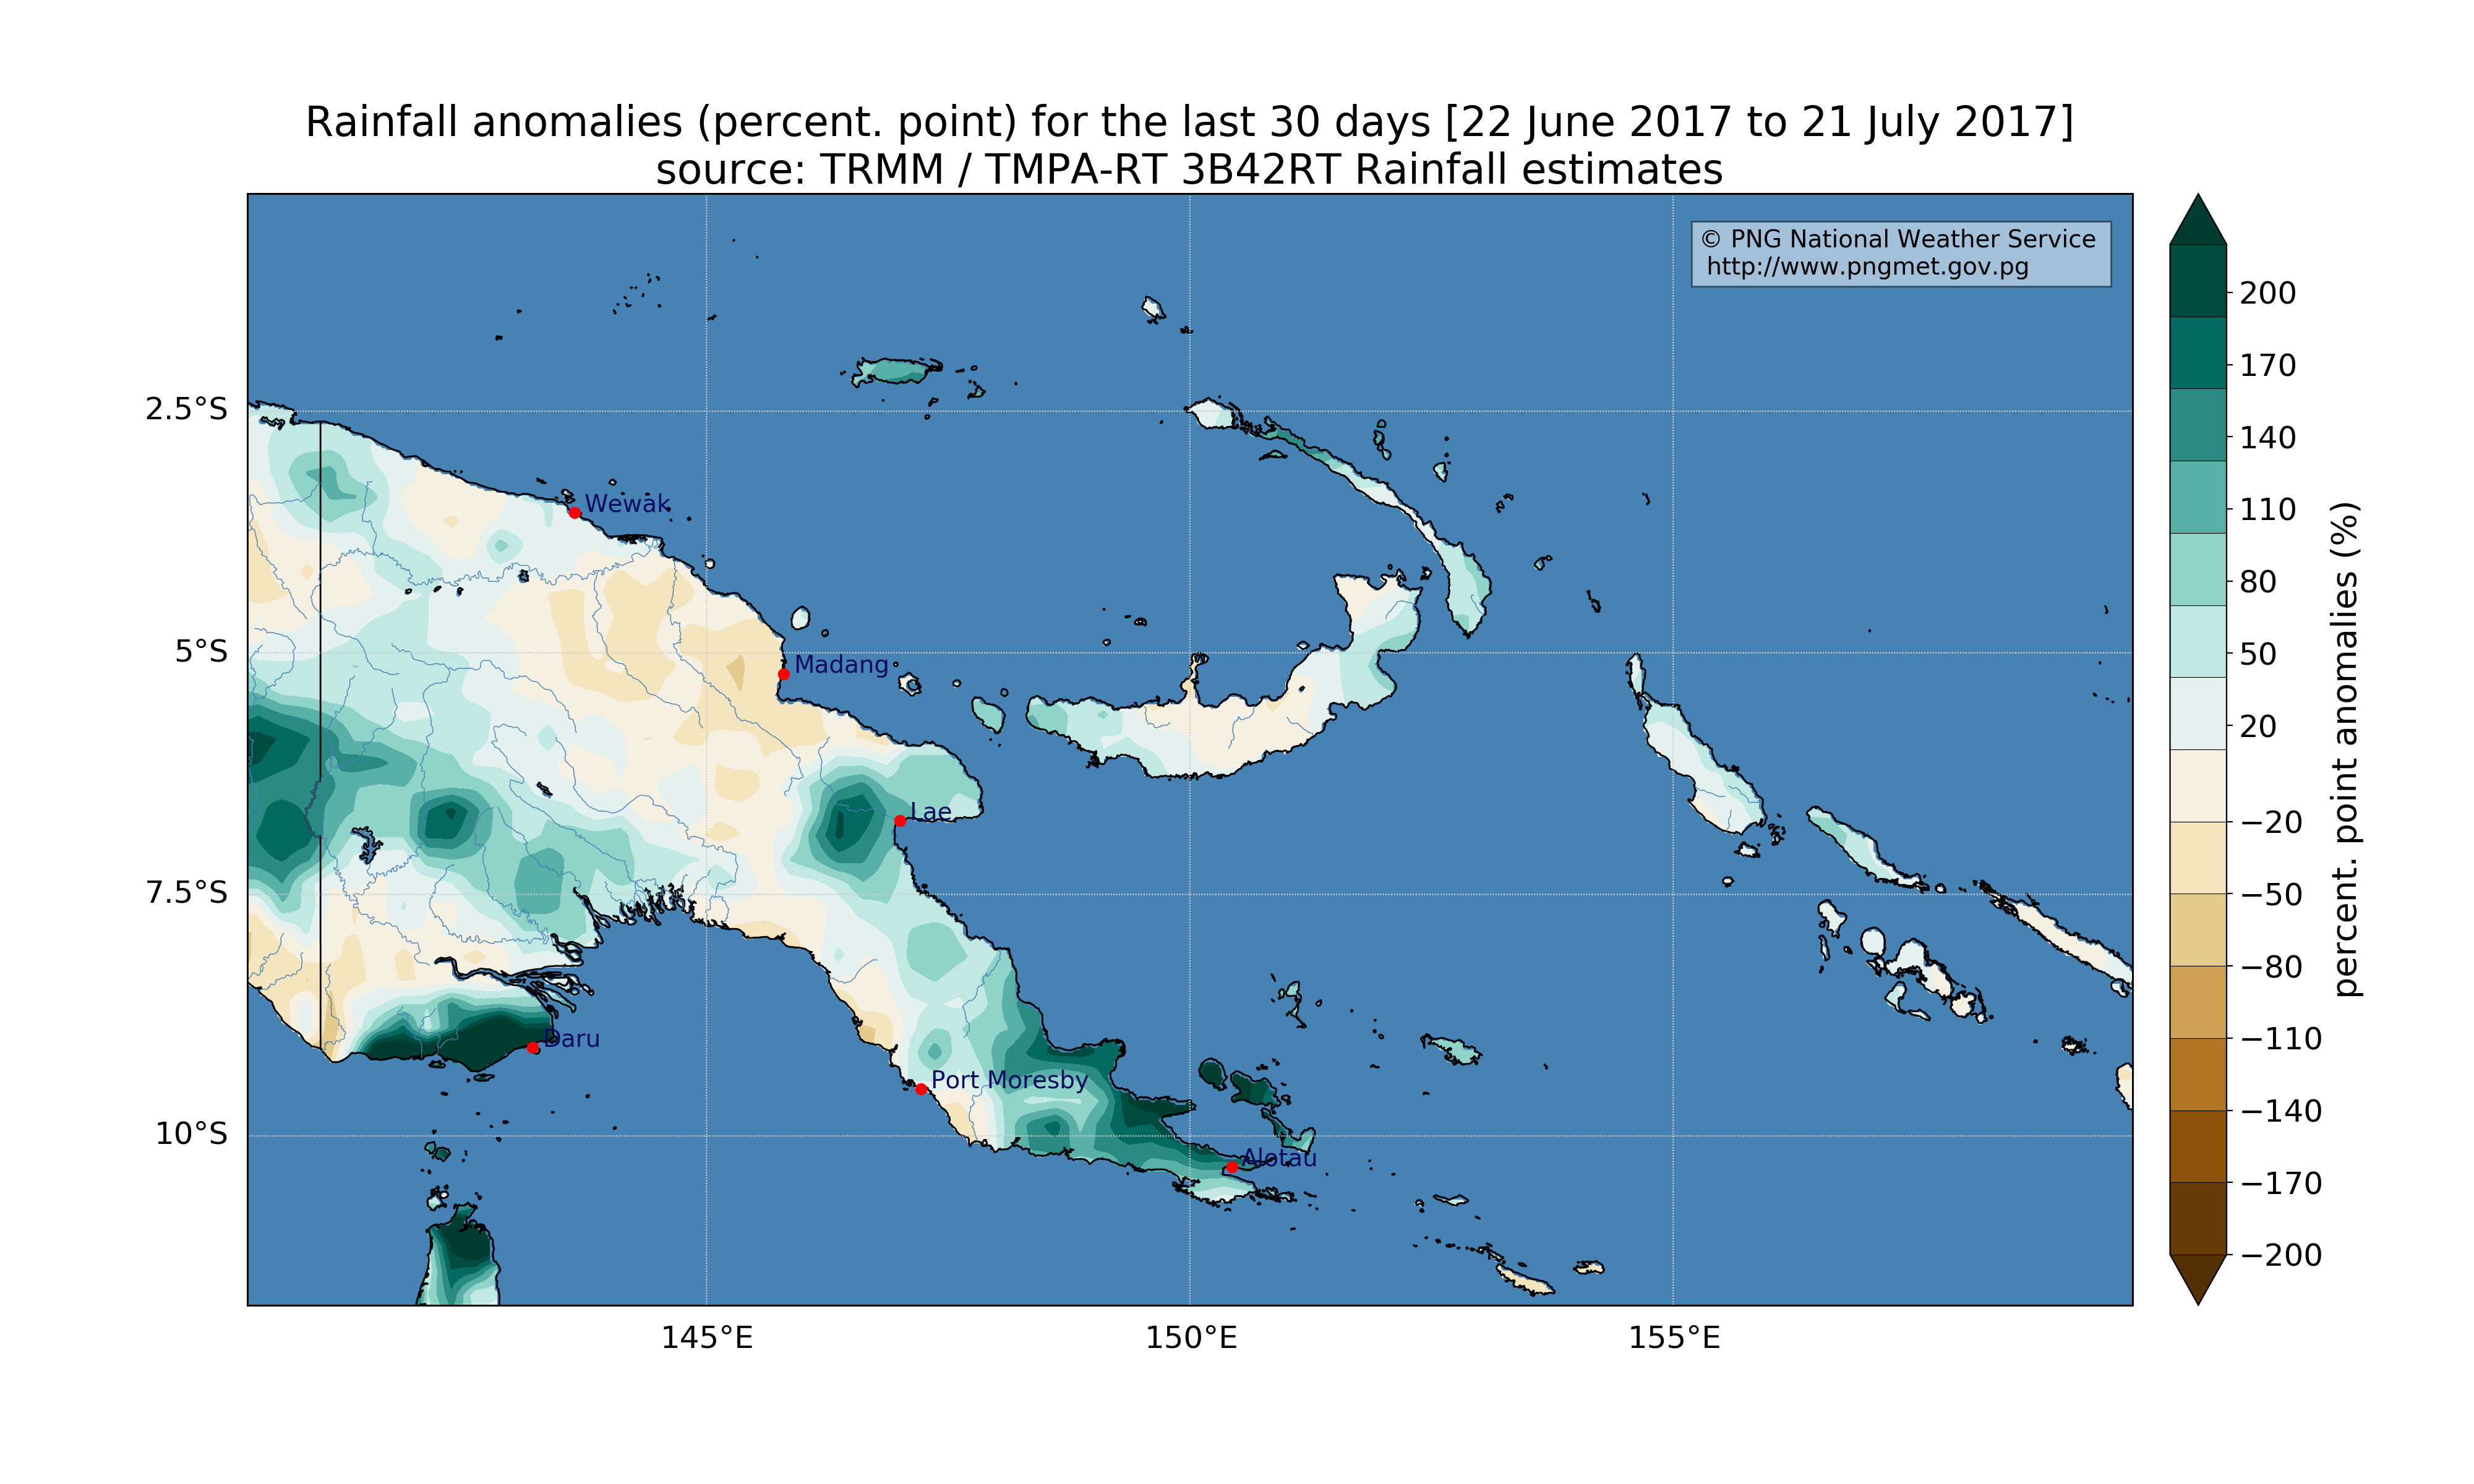 Rainfall anomalies (percent. point) for the last 30 days [22 June 2017 to 21 July 2017]
source: TRMM / TMPA-RT 3B42RT Rainfall estimates
© PNG National Weather Service
http://www.pngmet.gov.pg
2.5°S
5°S
7.5°S
10°S
145°E
150°E
155°E
Wewak
Madang
Lae
Daru
Port Moresby
Alotau
200
170
140
110
80
50
20
−20
−50
−80
−110
−140
−170
−200
percent. point anomalies (%)